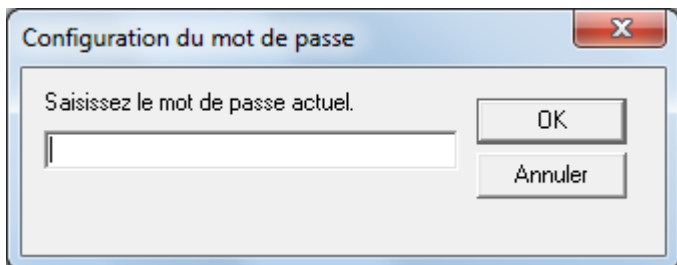 Configuration du mot de passe
Saisissez le mot de passe actuel.
OK
Annuler